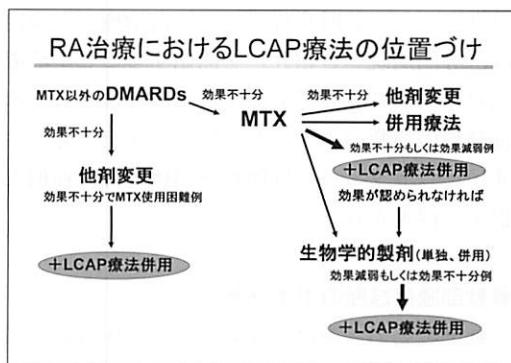 RA治療におけるLCAP療法の位置づけ
MTX以外のDMARDs
効果不十分
MTX
効果不十分
他剤変更
併用療法
効果不十分
他剤変更
効果不十分でMTX使用困難例
+LCAP療法併用
効果不十分もしくは効果減弱例
+LCAP療法併用
効果が認められなければ
生物学的製剤(単独、併用)
効果減弱もしくは効果不十分例
+LCAP療法併用